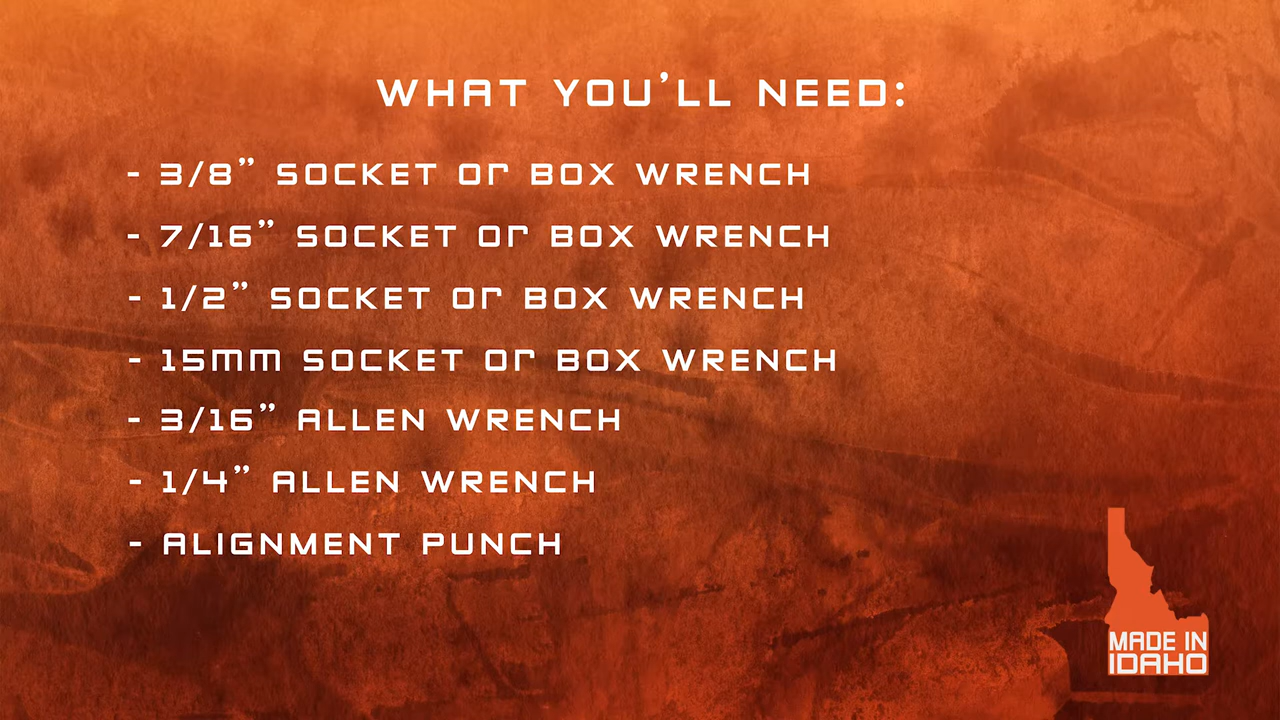 WHAT YOU’LL NEED:
- 3/8” SOCKET or BOX WRENCH
- 7/16” SOCKET or BOX WRENCH
- 1/2” SOCKET or BOX WRENCH
- 15mm SOCKET or BOX WRENCH
- 3/16” ALLEN WRENCH
- 1/4” ALLEN WRENCH
- ALIGNMENT PUNCH
MADE IN
IDAHO